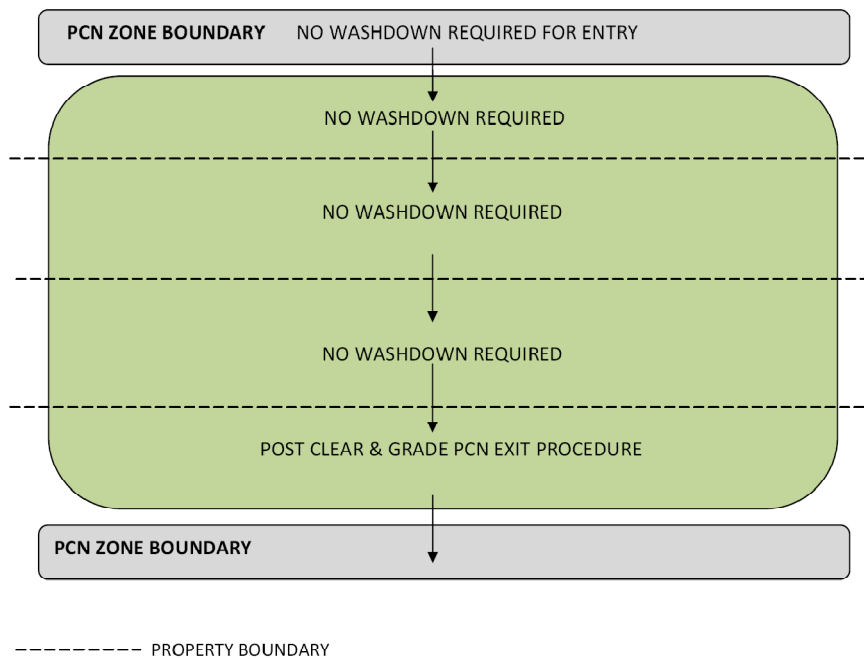 PCN ZONE BOUNDARY NO WASHDOWN REQUIRED FOR ENTRY
NO WASHDOWN REQUIRED
NO WASHDOWN REQUIRED
NO WASHDOWN REQUIRED
POST CLEAR & GRADE PCN EXIT PROCEDURE
PCN ZONE BOUNDARY
PROPERTY BOUNDARY